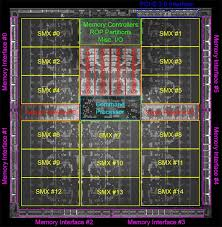 PCI-E 3.0 Interface
Memory Controllers
ROP Partitions
Misc. I/O
SMX #0
SMX #1
SMX #2
SMX #3
SMX #4
SMX #5
Command
Processor
SMX #6
SMX #7
SMX #8
SMX #9
SMX #10
SMX #11
SMX #12
SMX #13
SMX #14
Memory Interface #0
Memory Interface #1
Memory Interface #2
Memory Interface #3
Memory Interface #4
Memory Interface #5